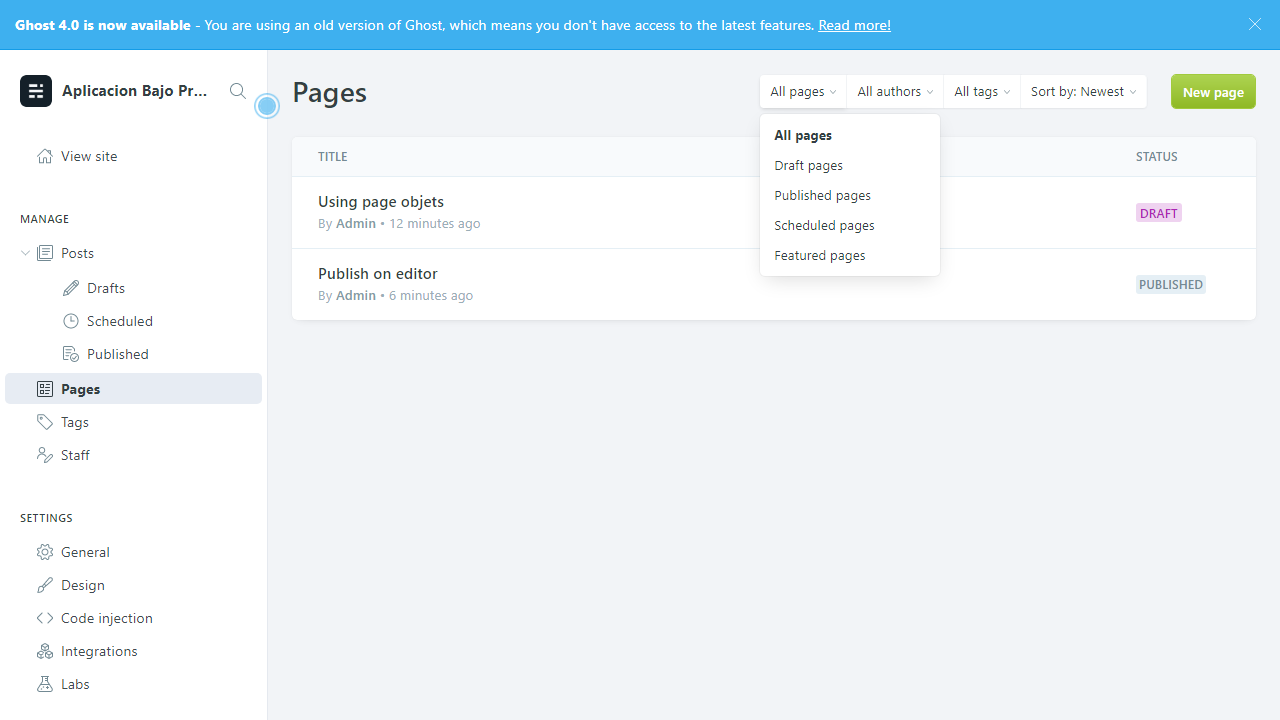 Ghost 4.0 is now available - You are using an old version of Ghost, which means you don't have access to the latest features. Read more!
Aplicacion Bajo Pr...
View site
MANAGE
Posts
Drafts
Scheduled
Published
Pages
Tags
Staff
SETTINGS
General
Design
Code injection
Integrations
Labs
Pages
All pages
All authors
All tags
Sort by: Newest
New page
All pages
Draft pages
Published pages
Scheduled pages
Featured pages
TITLE
STATUS
Using page objets
By Admin • 12 minutes ago
DRAFT
Publish on editor
By Admin • 6 minutes ago
PUBLISHED